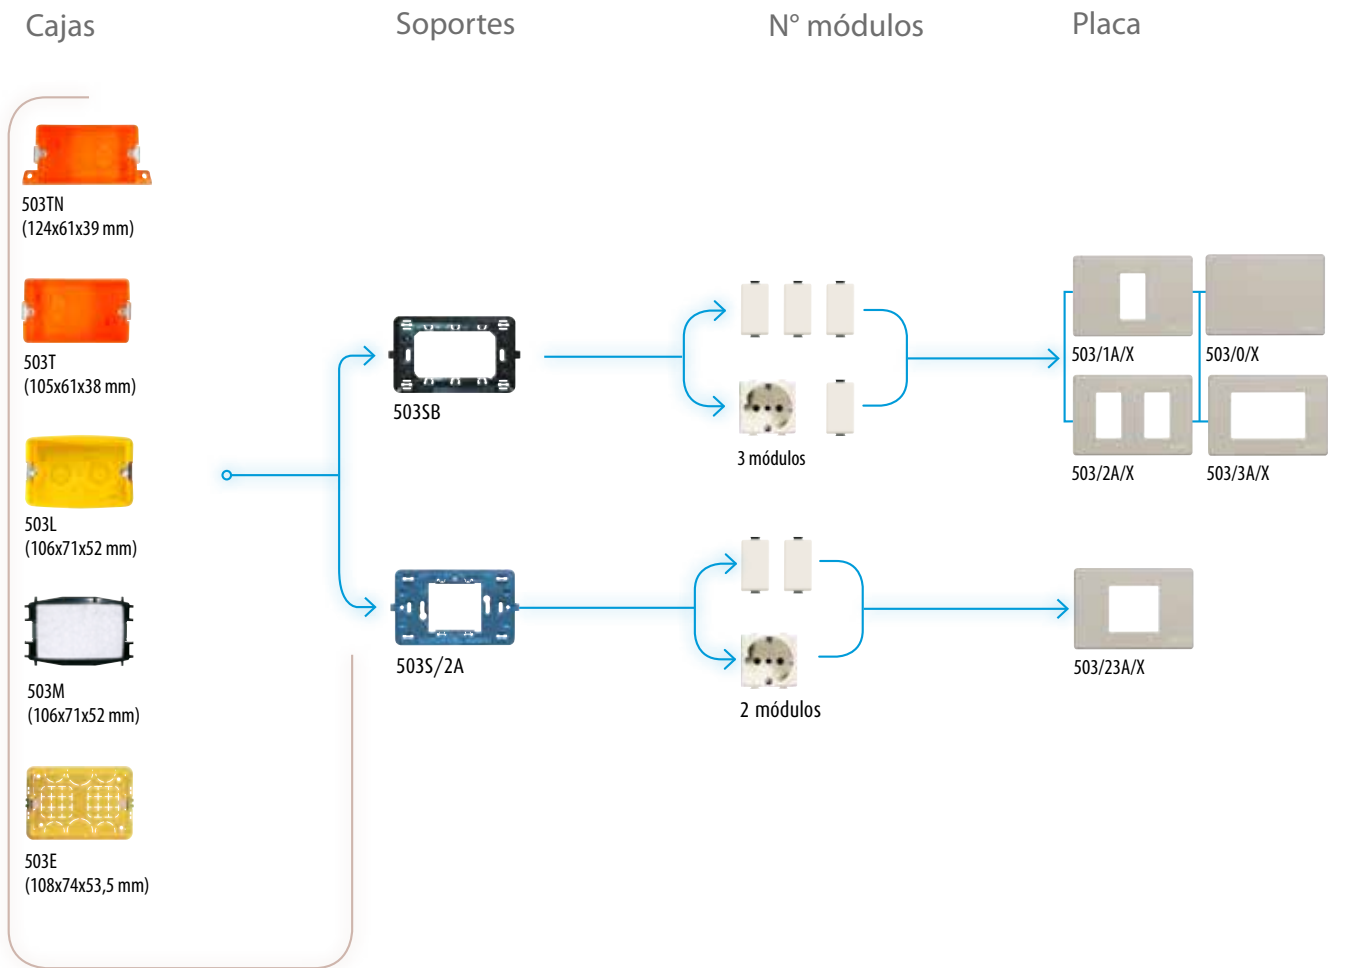 Cajas
Soportes
N° módulos
Placa
503TN
(124x61x39 mm)
503T
(105x61x38 mm)
503L
(106x71x52 mm)
503M
(106x71x52 mm)
503E
(108x74x53,5 mm)
503SB
503S/2A
3 módulos
2 módulos
503/1A/X
503/0/X
503/2A/X
503/3A/X
503/23A/X